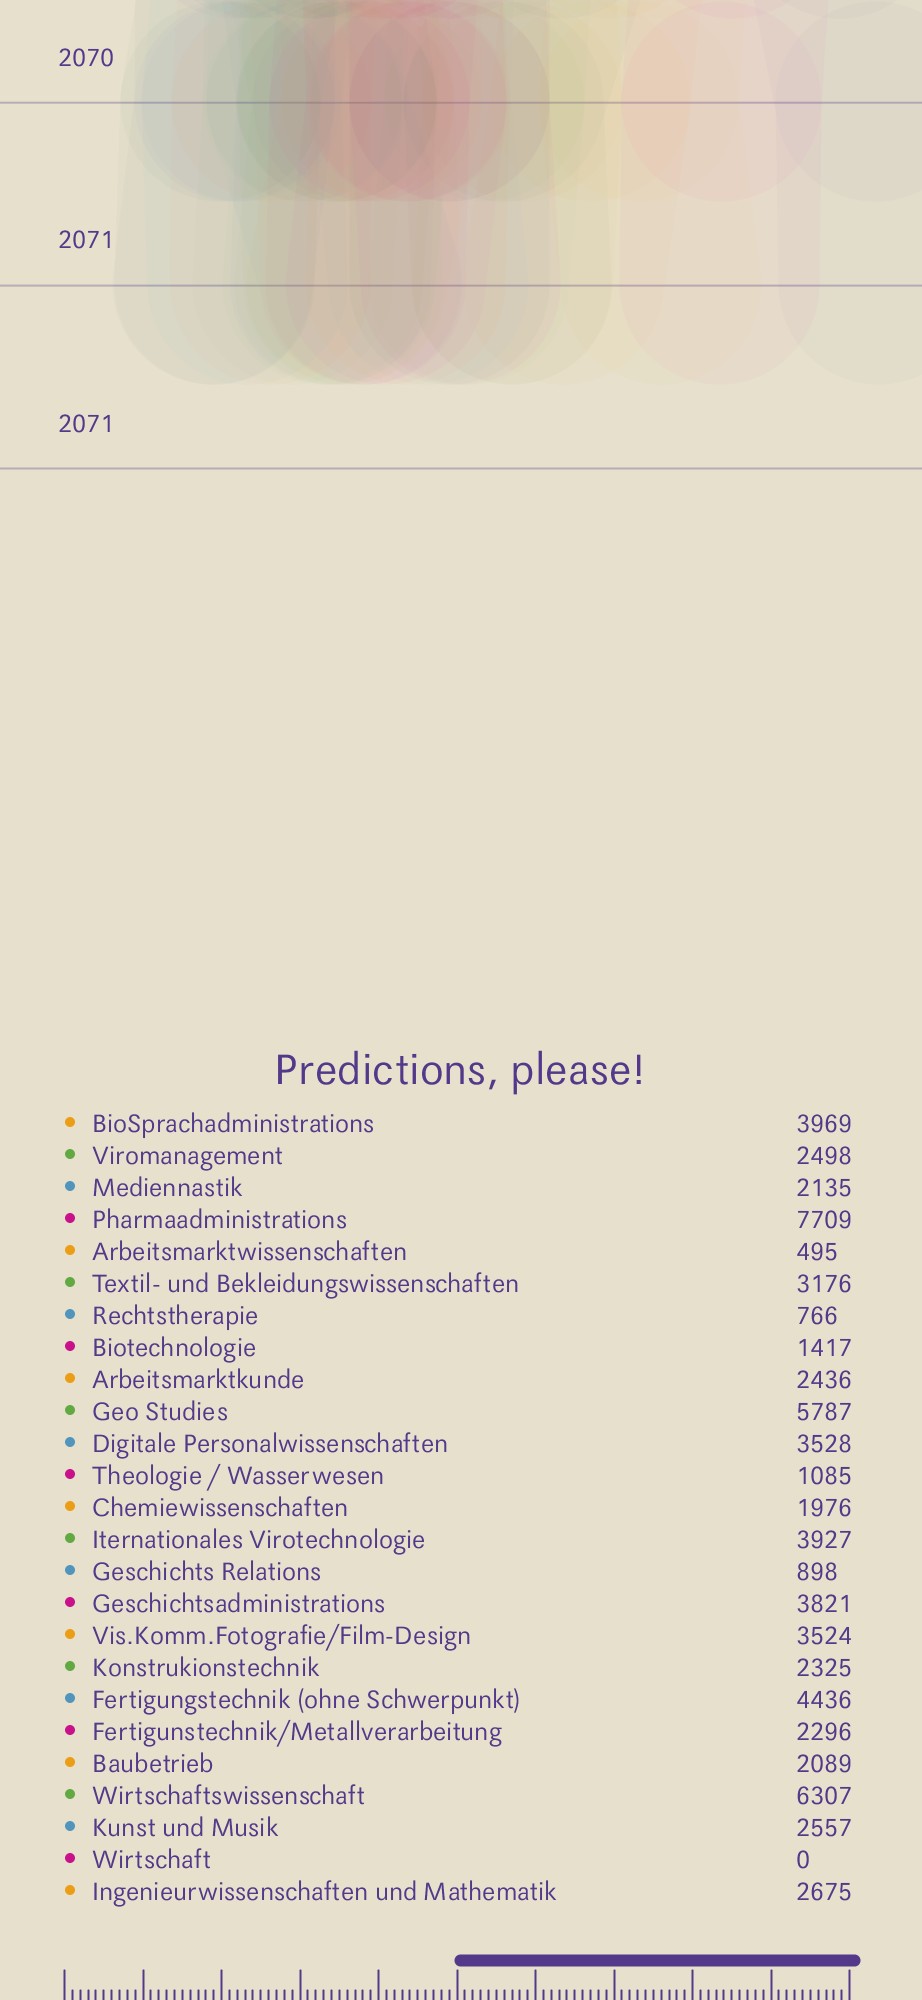 2070
2071
2071
Predictions, please!
BioSprachadministrations 3969
Viromanagement 2498
Mediennastik 2135
Pharmaadministrations 7709
Arbeitsmarktwissenschaften 495
Textil- und Bekleidungswissenschaften 3176
Rechtstherapie 766
Biotechnologie 1417
Arbeitsmarktkunde 2436
Geo Studies 5787
Digitale Personalwissenschaften 3528
Theologie / Wasserwesen 1085
Chemiewissenschaften 1976
Iternationales Virotechnologie 3927
Geschichts Relations 898
Geschichtsadministrations 3821
Vis.Komm.Fotografie/Film-Design 3524
Konstrukionstechnik 2325
Fertigungstechnik (ohne Schwerpunkt) 4436
Fertigunstechnik/Metallverarbeitung 2296
Baubetrieb 2089
Wirtschaftswissenschaft 6307
Kunst und Musik 2557
Wirtschaft 0
Ingenieurwissenschaften und Mathematik 2675